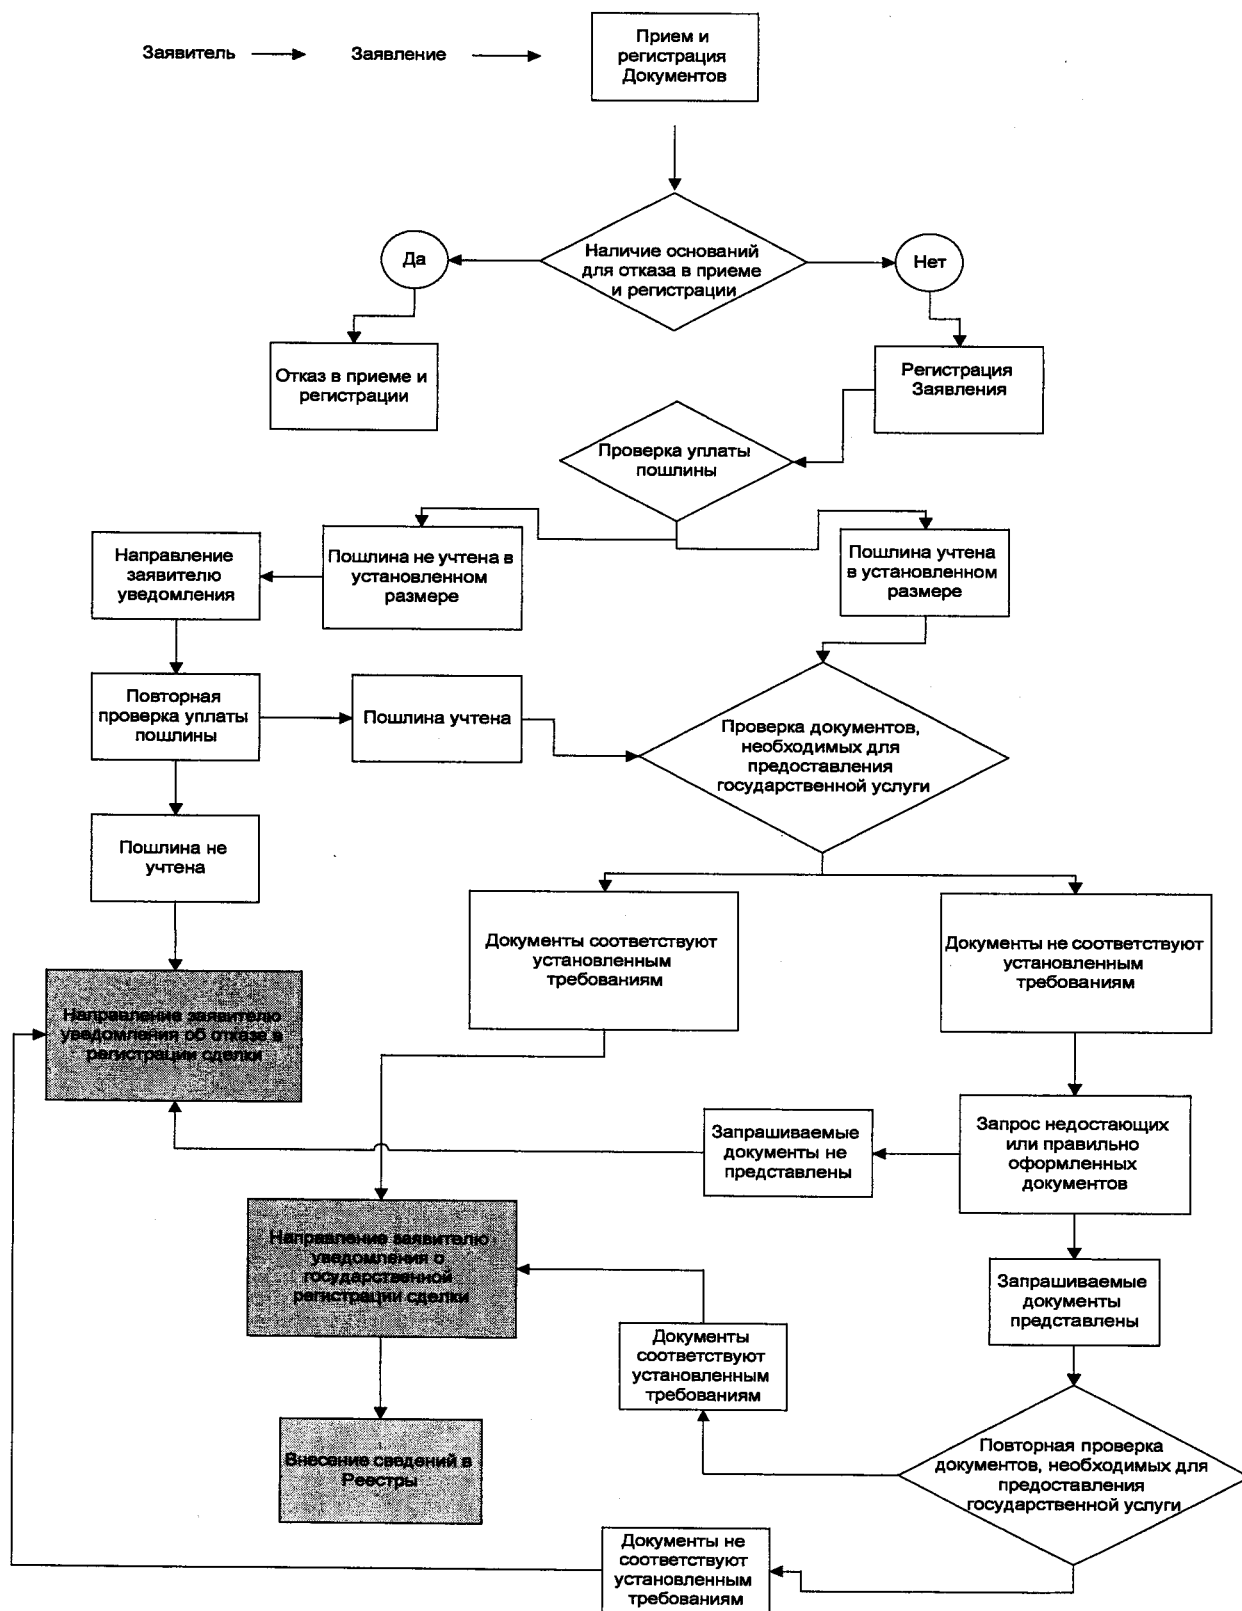 Заявитель
Заявление
Прием и
регистрация
Документов
Наличие оснований
для отказа в приеме
и регистрации
Да
Нет
Отказ в приеме и
регистрации
Регистрация
Заявления
Проверка уплаты
пошлины
Направление
заявителю
уведомления
Пошлина не учтена в
установленном
размере
Пошлина учтена
в установленном
размере
Повторная
проверка уплаты
пошлины
Пошлина учтена
Проверка документов,
необходимых для
предоставления
государственной услуги
Пошлина не
учтена
Документы соответствуют
установленным
требованиям
Документы не соответствуют
установленным
требованиям
Направление заявителю
уведомления об отказе в
регистрации сделки
Запрашиваемые
документы не
представлены
Запрос недостающих
или правильно
оформленных
документов
Направление заявителю
уведомления о
государственной
регистрации сделки
Запрашиваемые
документы
представлены
Документы
соответствуют
установленным
требованиям
Внесение сведений в
Реестры
Повторная проверка
документов, необходимых для
предоставления
государственной услуги
Документы не
соответствуют
установленным
требованиям